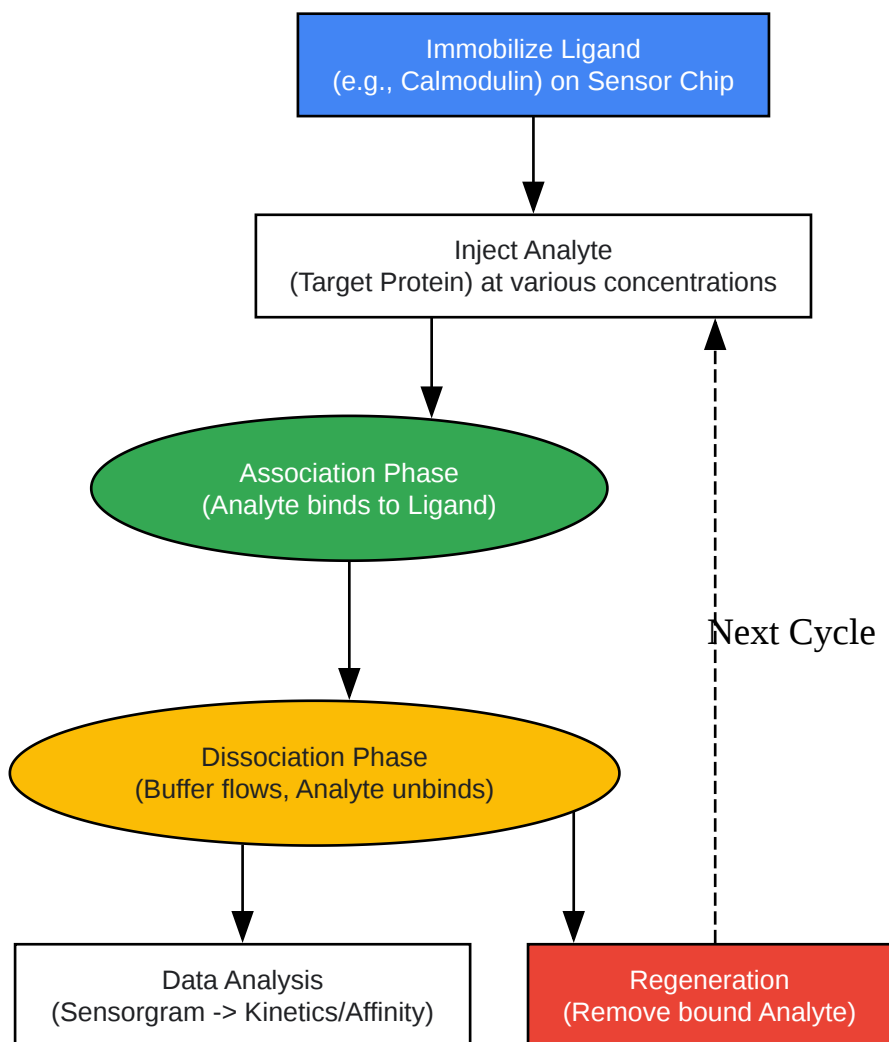 Immobilize Ligand
(e.g., Calmodulin) on Sensor Chip
Inject Analyte
(Target Protein) at various concentrations
Association Phase
(Analyte binds to Ligand)
Next Cycle
Dissociation Phase
(Buffer flows, Analyte unbinds)
Data Analysis
(Sensorgram -> Kinetics/Affinity)
Regeneration
(Remove bound Analyte)